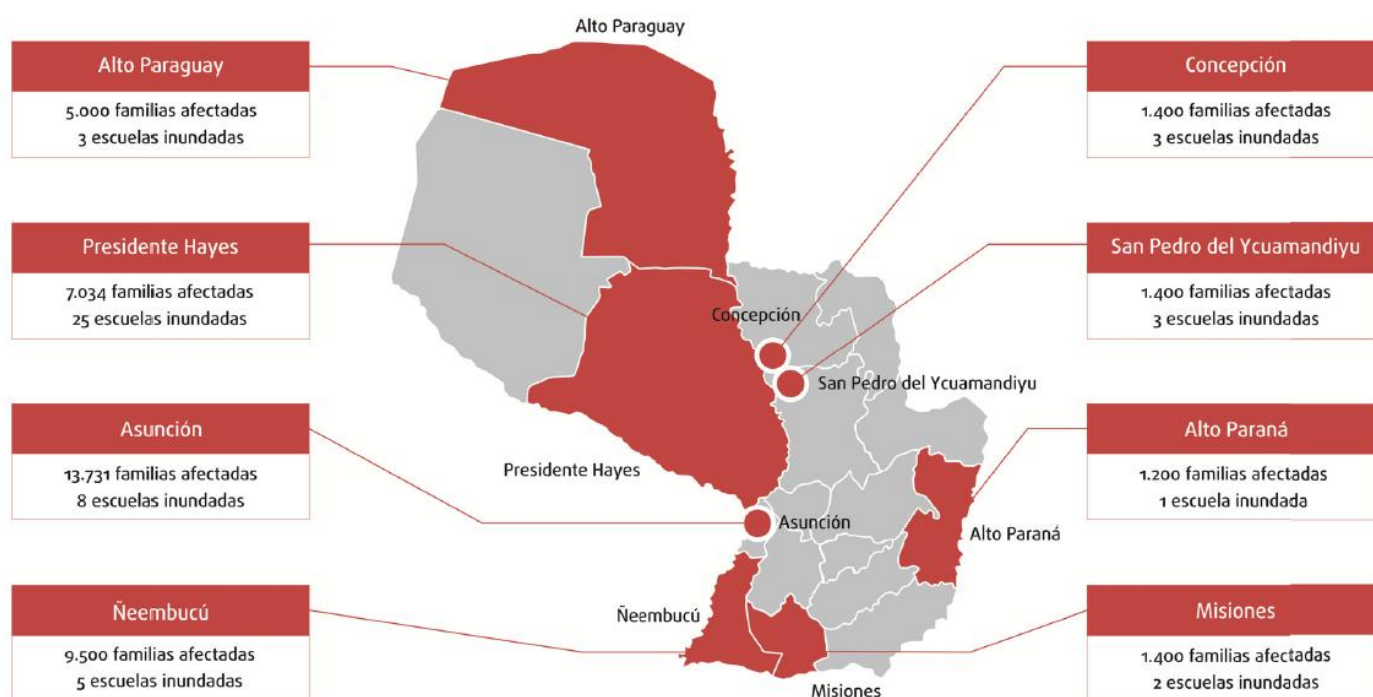 Alto Paraguay
Alto Paraguay
5.000 familias afectadas
3 escuelas inundadas
Concepción
1.400 familias afectadas
3 escuelas inundadas
Presidente Hayes
7.034 familias afectadas
25 escuelas inundadas
San Pedro del Ycuamandiyu
1.400 familias afectadas
3 escuelas inundadas
Concepción
San Pedro del Ycuamandiyu
Asunción
13.731 familias afectadas
8 escuelas inundadas
Alto Paraná
1.200 familias afectadas
1 escuela inundada
Presidente Hayes
Asunción
Alto Paraná
Ñeembucú
9.500 familias afectadas
5 escuelas inundadas
Ñeembucú
Misiones
Misiones
1.400 familias afectadas
2 escuelas inundadas